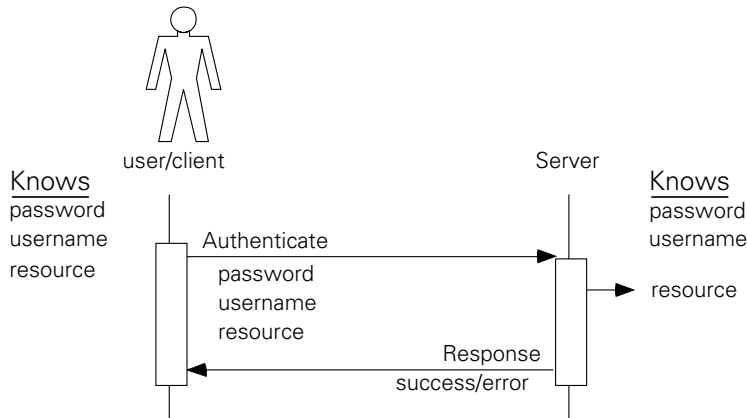 user/client
Server
Knows
password
username
resource
Knows
password
username
resource
Authenticate
password
username
resource
Response
success/error